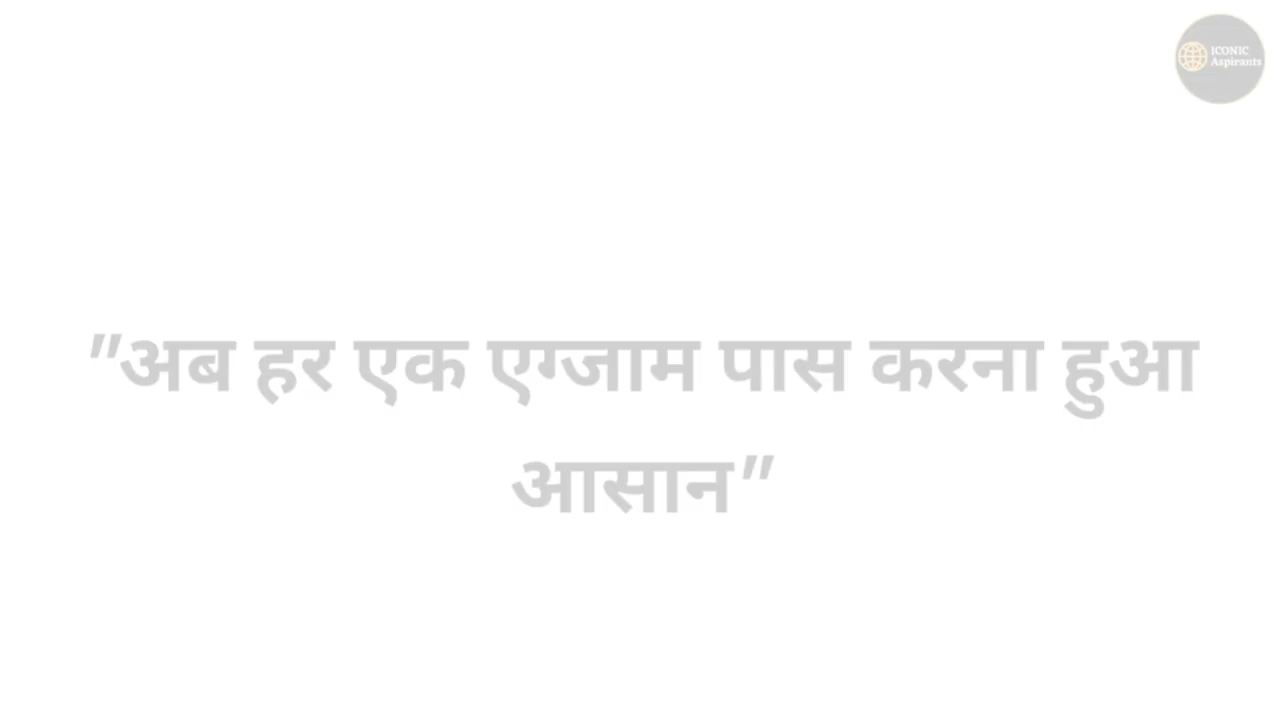 ICONIC
Aspirants
"अब हर एक एग्जाम पास करना हुआ
आसान"